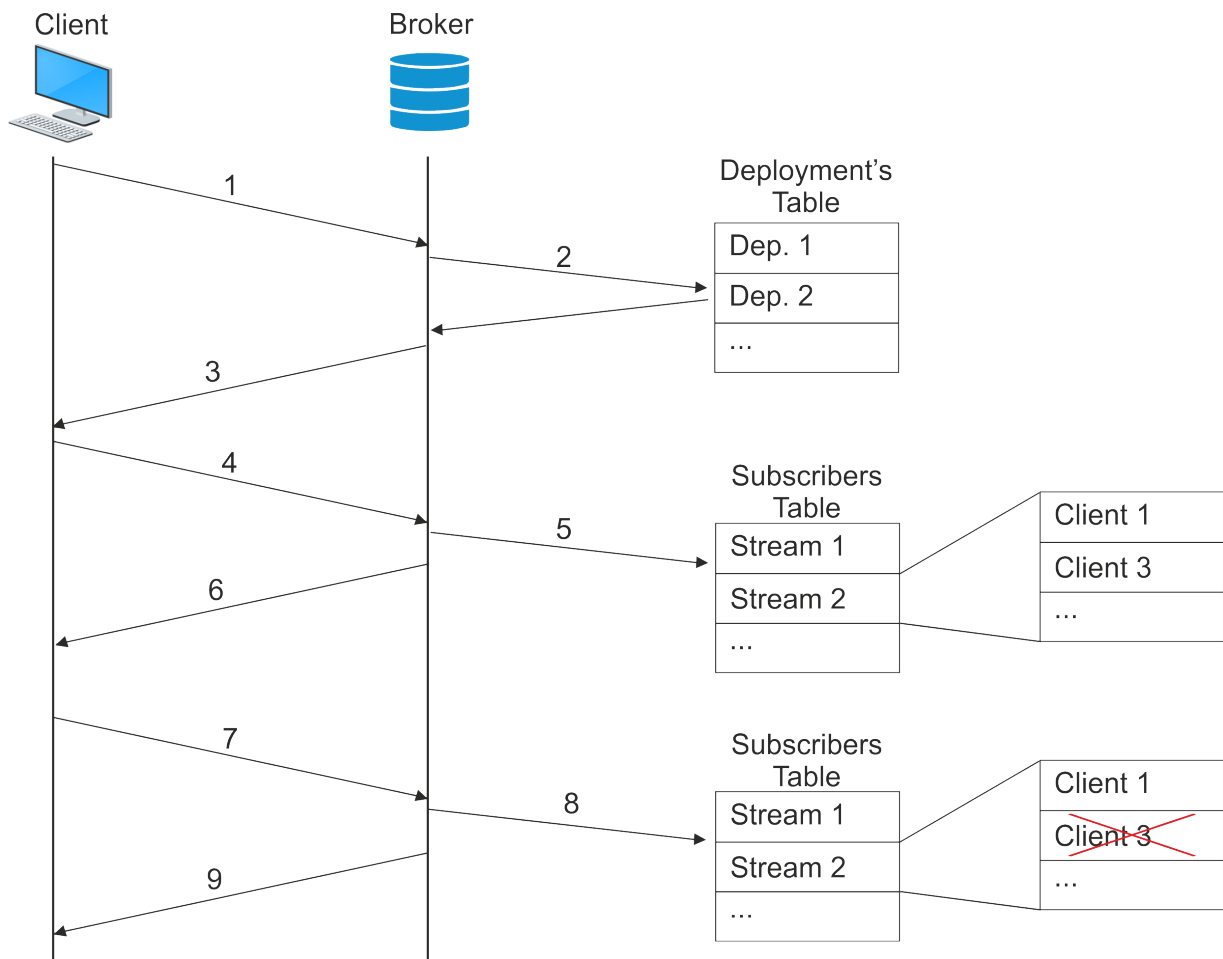 Client
Broker
1
Deployment's
Table
Dep. 1
2
Dep. 2
...
3
4
Subscribers
Table
Client 1
5
Stream 1
Client 3
6
Stream 2
...
...
7
Subscribers
Table
Client 1
8
Stream 1
Client 3
9
Stream 2
...
...